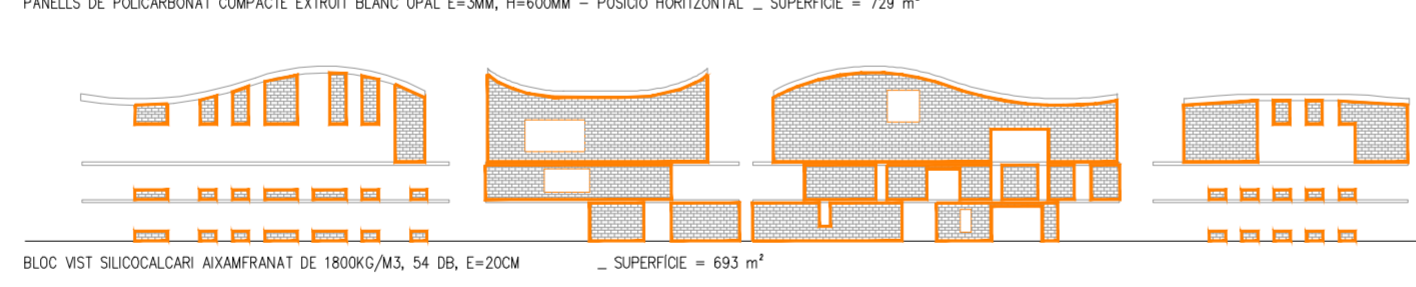 PANELLS DE POLICARBONAT COMPACTE EXTRUIT BLANC OPAL E=3MM, H=600MM – POSICIÓ HORITZONTAL _ SUPERFÍCIE = 729 m²
BLOC VIST SILICOCALCARI AIXAMFRANAT DE 1800KG/M3, 54 DB, E=20CM _ SUPERFÍCIE = 693 m²